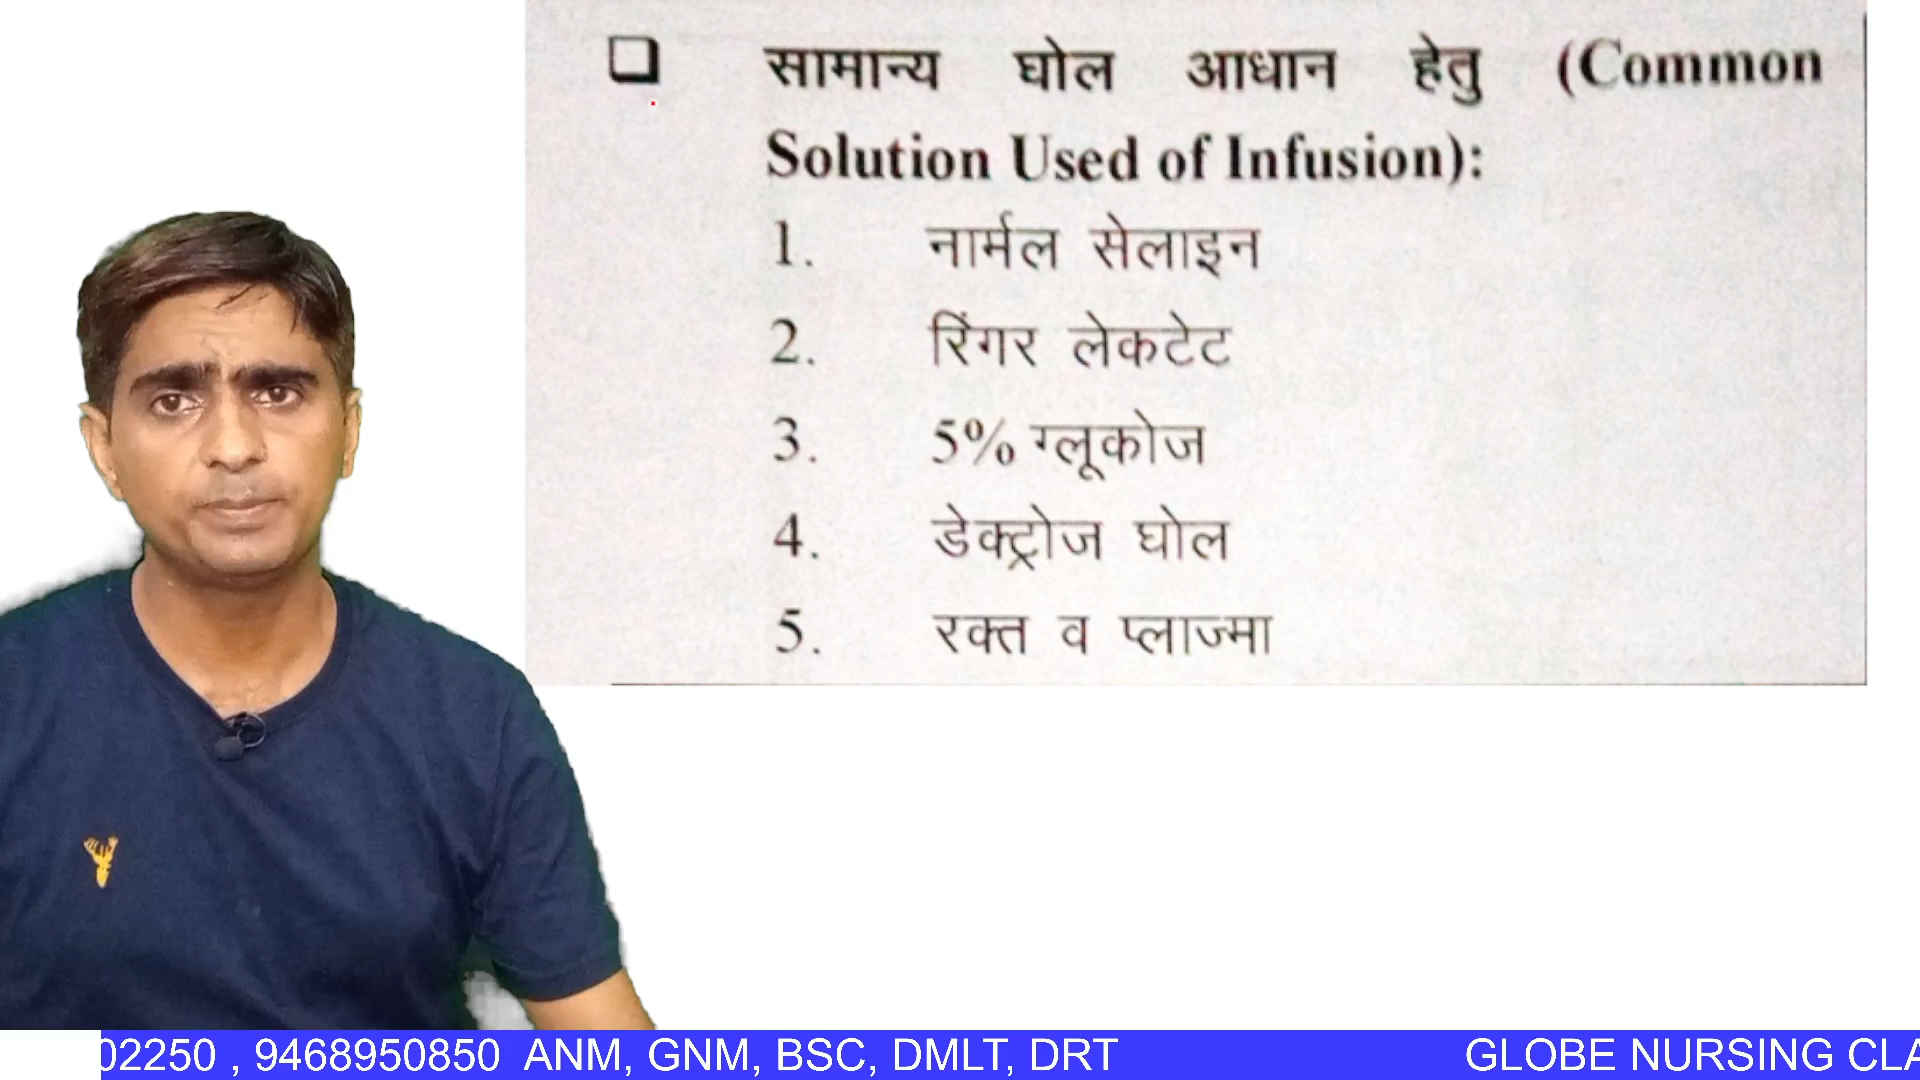 सामान्य घोल आधान हेतु (Common
Solution Used of Infusion):
1. नार्मल सेलाइन
2. रिंगर लेकटेट
3. 5% ग्लूकोज
4. डेक्ट्रोज घोल
5. रक्त व प्लाज्मा
02250 , 9468950850 ANM, GNM, BSC, DMLT, DRT GLOBE NURSING CLA